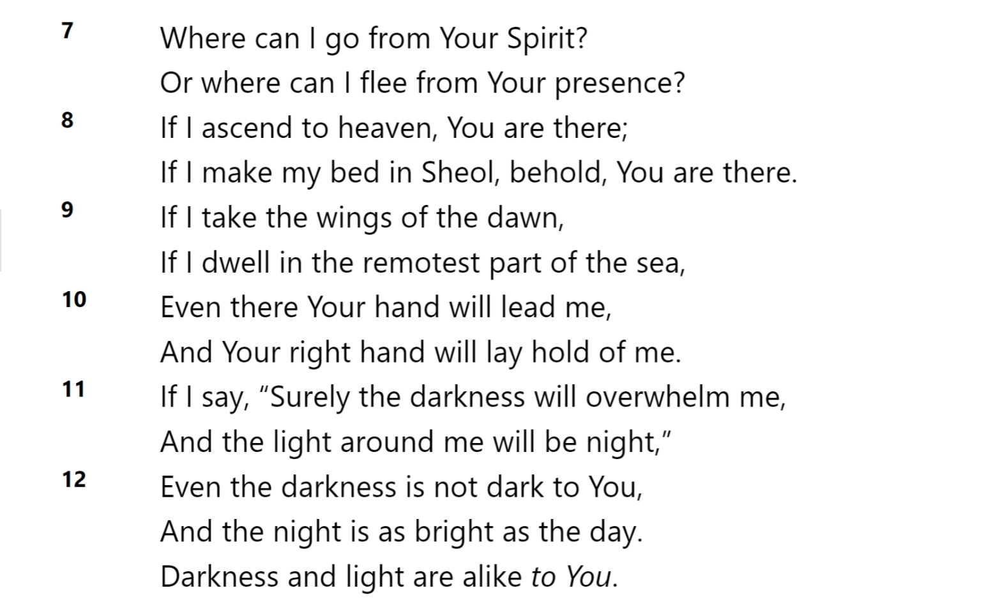 7 Where can I go from Your Spirit?
Or where can I flee from Your presence?
8 If I ascend to heaven, You are there;
If I make my bed in Sheol, behold, You are there.
9 If I take the wings of the dawn,
If I dwell in the remotest part of the sea,
10 Even there Your hand will lead me,
And Your right hand will lay hold of me.
11 If I say, “Surely the darkness will overwhelm me,
And the light around me will be night,”
12 Even the darkness is not dark to You,
And the night is as bright as the day.
Darkness and light are alike to You.